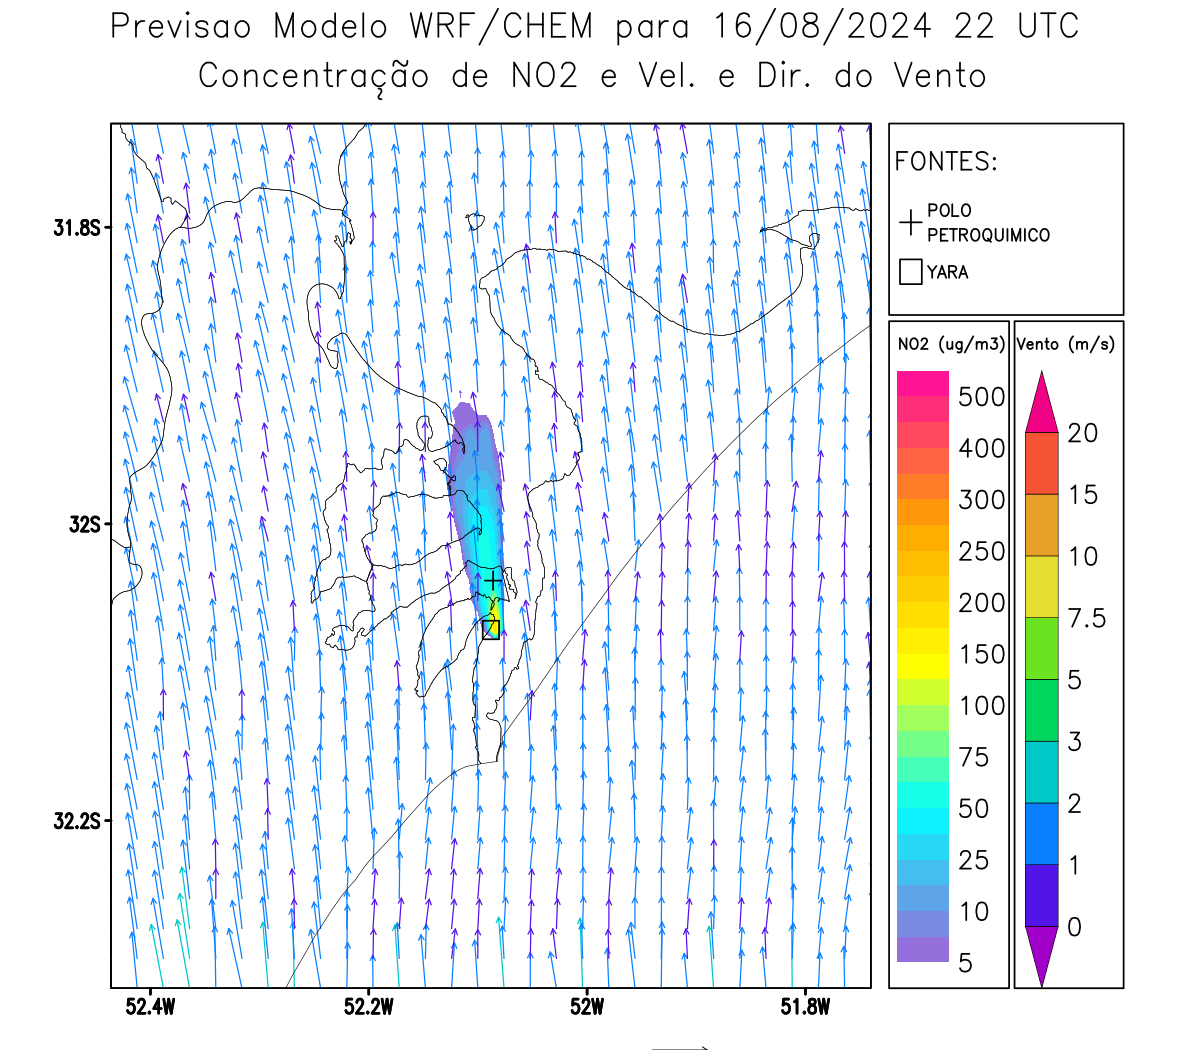 Previsao Modelo WRF/CHEM para 16/08/2024 22 UTC
Concentração de NO2 e Vel. e Dir. do Vento
FONTES:
POLO
PETROQUIMICO
YARA
NO2 (ug/m3)
500
400
300
250
200
150
100
75
50
25
10
5
Vento (m/s)
20
15
10
7.5
5
3
2
1
0
31.8S
32S
32.2S
52.4W
52.2W
52W
51.8W